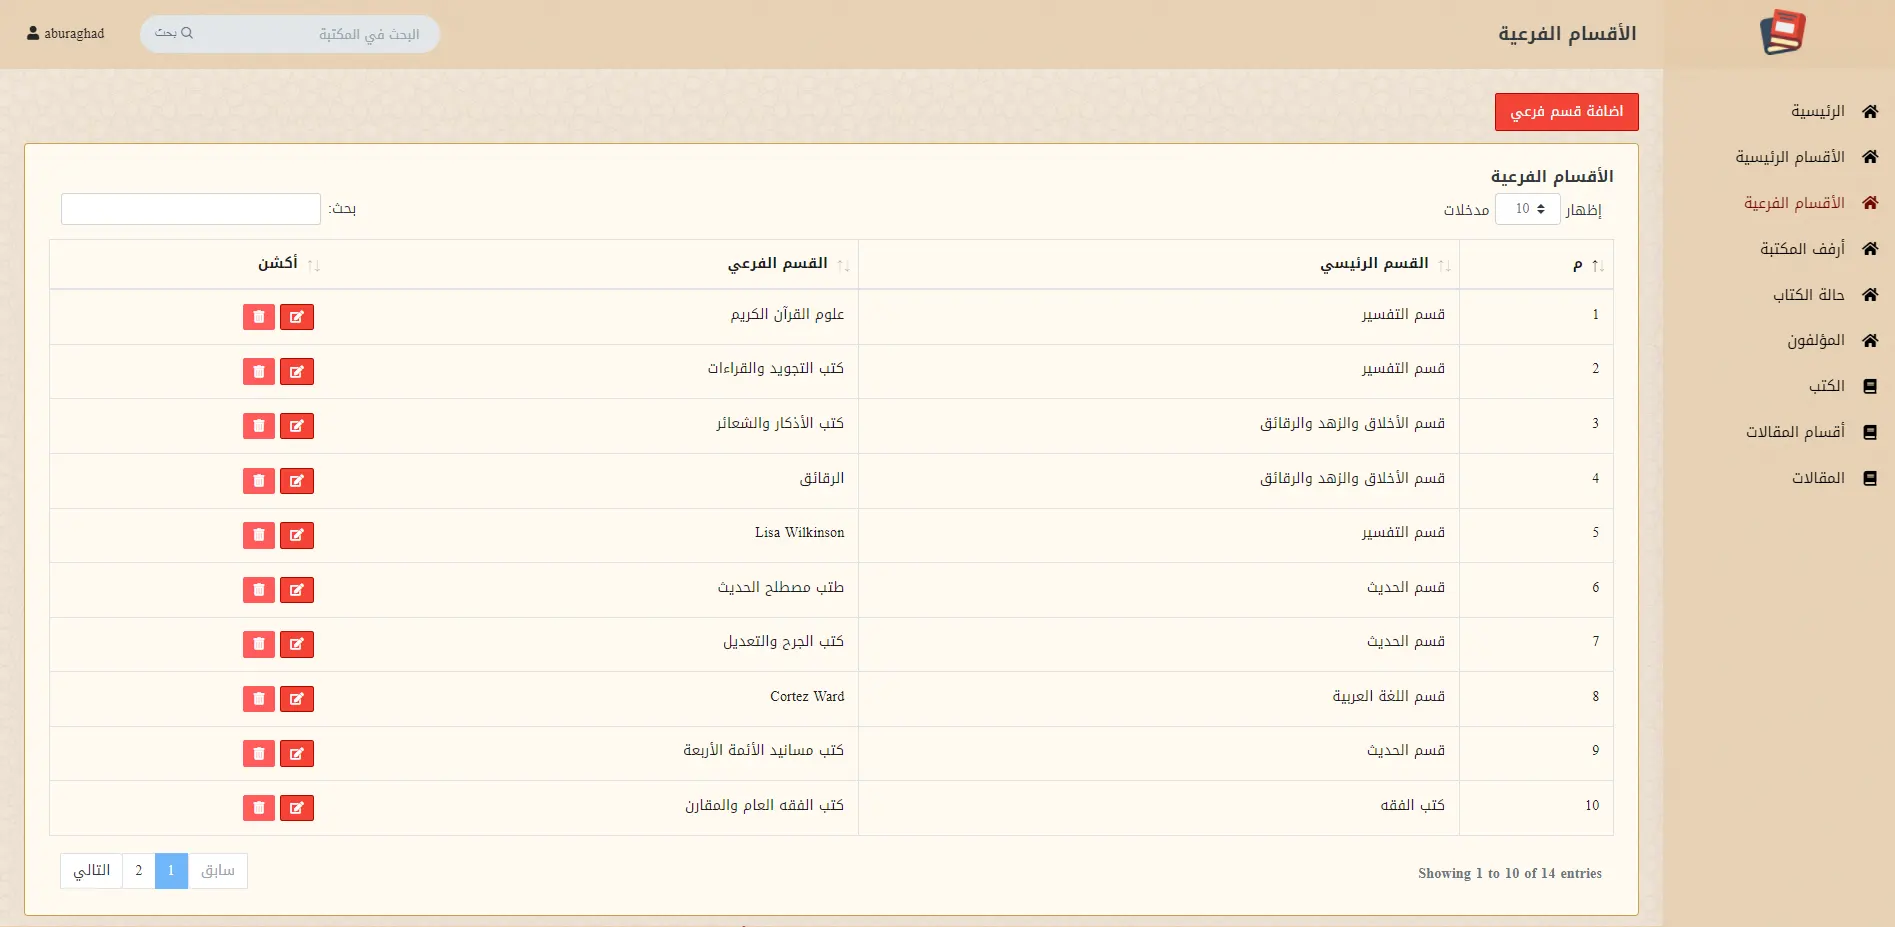 الأقسام الفرعية
البحث في المكتبة
بحث
aburaghad
الرئيسية
الأقسام الرئيسية
الأقسام الفرعية
أرفف المكتبة
حالة الكتاب
المؤلفون
الكتب
أقسام المقالات
المقالات
اضافة قسم فرعي
الأقسام الفرعية
إظهار 10 مدخلات
بحث:
م القسم الرئيسي القسم الفرعي أكشن
1 قسم التفسير علوم القرآن الكريم
2 قسم التفسير كتب التجويد والقراءات
3 قسم الأخلاق والزهد والرقائق كتب الأذكار والشعائر
4 قسم الأخلاق والزهد والرقائق الرقائق
5 قسم التفسير Lisa Wilkinson
6 قسم الحديث طتب مصطلح الحديث
7 قسم الحديث كتب الجرح والتعديل
8 قسم اللغة العربية Cortez Ward
9 قسم الحديث كتب مسانيد الأئمة الأربعة
10 كتب الفقه كتب الفقه العام والمقارن
Showing 1 to 10 of 14 entries
سابق 1 2 التالي